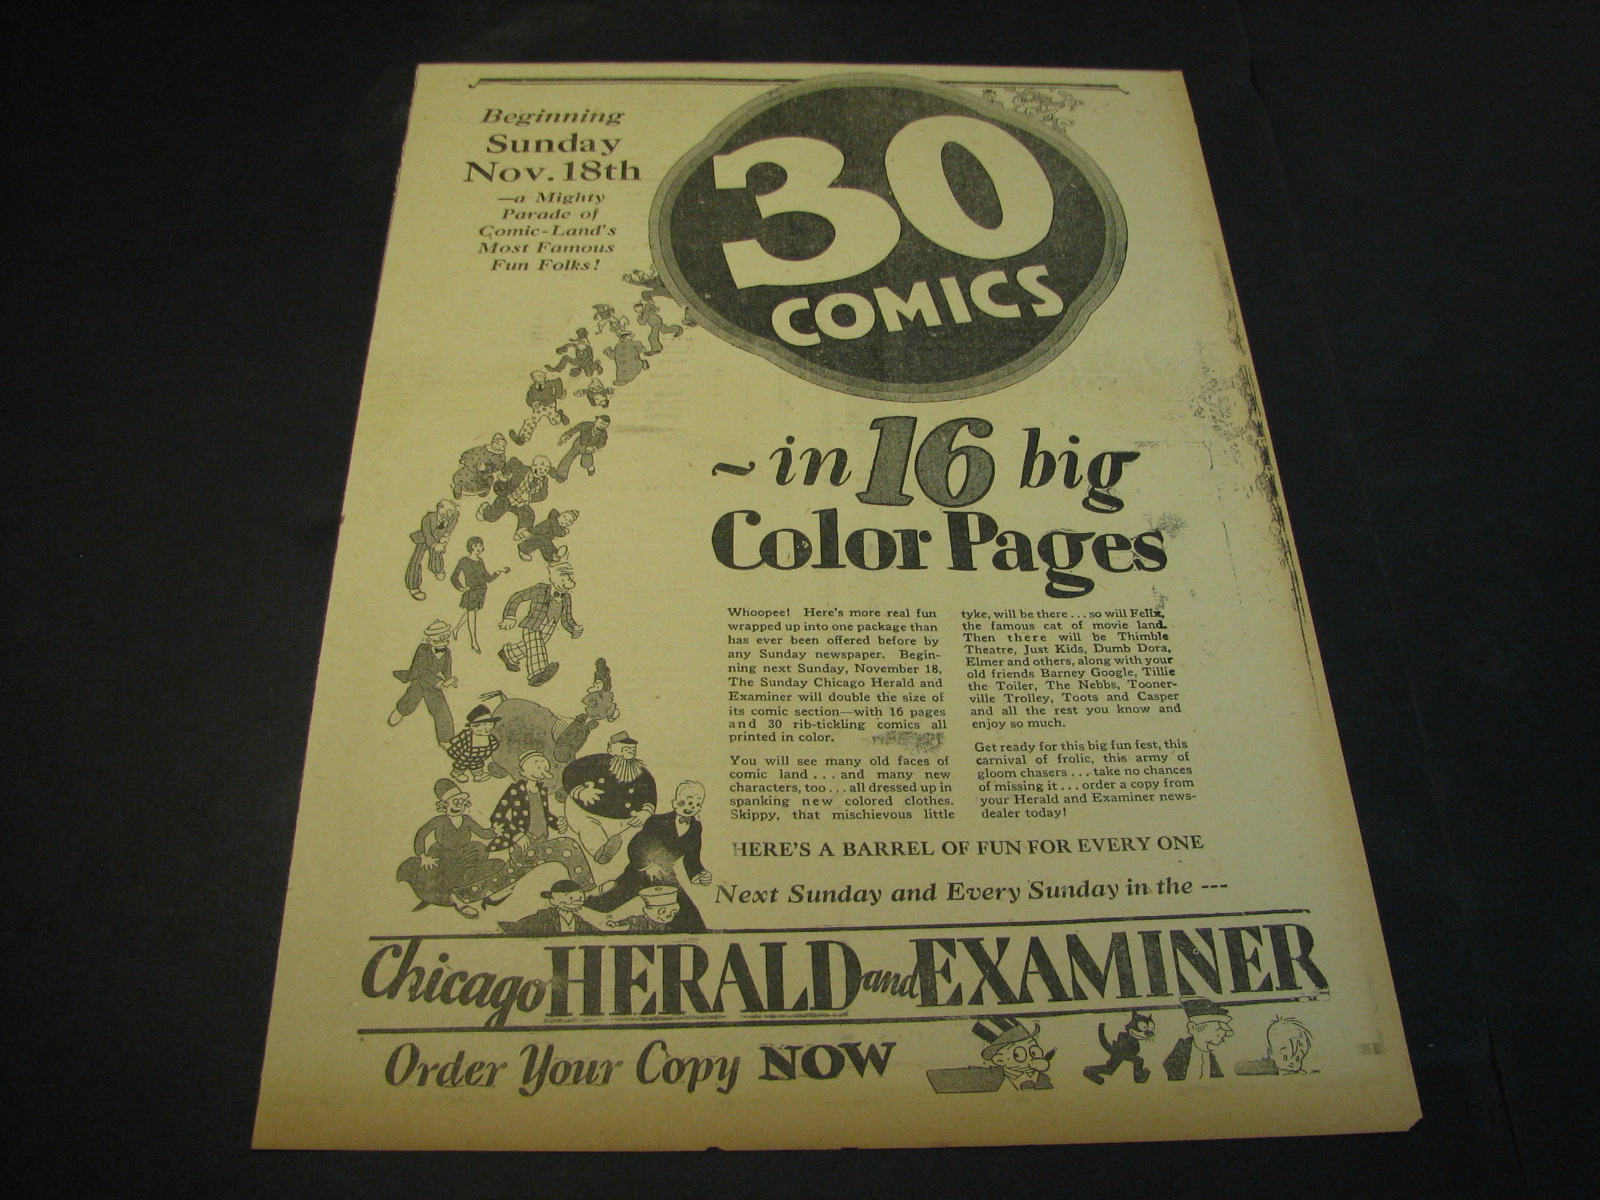 Beginning
Sunday
Nov. 18th
—a Mighty
Parade of
Comic-Land's
Most Famous
Fun Folks!
30
COMICS
~ in 16 big
Color Pages
Whoopee! Here's more real fun
wrapped up into one package than
has ever been offered before by
any Sunday newspaper. Begin-
ning next Sunday, November 18,
The Sunday Chicago Herald and
Examiner will double the size of
its comic section—with 16 pages
and 30 rib-tickling comics all
printed in color.
You will see many old faces of
comic land . . . and many new
characters, too . . . all dressed up in
spanking new colored clothes.
Skippy, that mischievous little
tyke, will be there . . . so will Felix,
the famous cat of movie land.
Then there will be Thimble
Theatre, Just Kids, Dumb Dora,
Elmer and others, along with your
old friends Barney Google, Tillie
the Toiler, The Nebbs, Tooner-
ville Trolley, Toots and Casper
and all the rest you know and
enjoy so much.
Get ready for this big fun fest, this
carnival of frolic, this army of
gloom chasers . . . take no chances
of missing it . . . order a copy from
your Herald and Examiner news-
dealer today!
HERE'S A BARREL OF FUN FOR EVERY ONE
Next Sunday and Every Sunday in the ---
Chicago HERALD and EXAMINER
Order Your Copy NOW